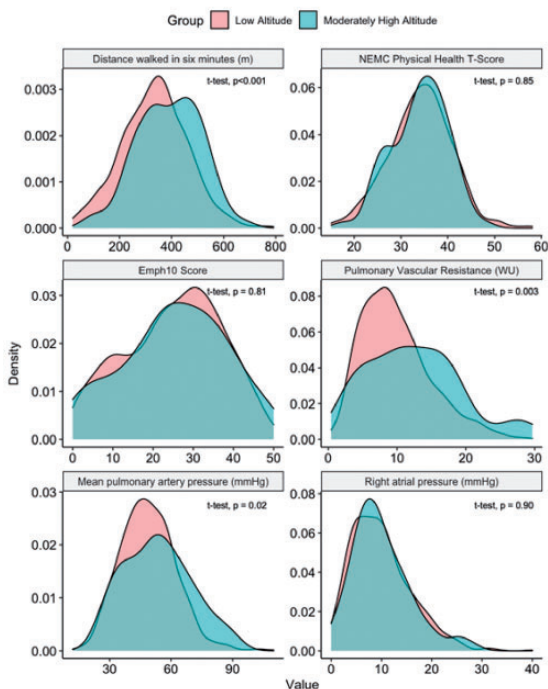 Group Low Altitude Moderately High Altitude
Distance walked in six minutes (m)
t-test, p<0.001
0.003
0.002
0.001
0.000
0 200 400 600 800
NEMC Physical Health T-Score
t-test, p = 0.85
0.06
0.04
0.02
0.00
20 30 40 50 60
Emph10 Score
t-test, p = 0.81
0.03
0.02
0.01
0.00
0 10 20 30 40 50
Pulmonary Vascular Resistance (WU)
t-test, p = 0.003
0.08
0.06
0.04
0.02
0.00
0 10 20 30
Mean pulmonary artery pressure (mmHg)
t-test, p = 0.02
0.03
0.02
0.01
0.00
30 60 90
Right atrial pressure (mmHg)
t-test, p = 0.90
0.08
0.06
0.04
0.02
0.00
0 10 20 30 40
Density
Value